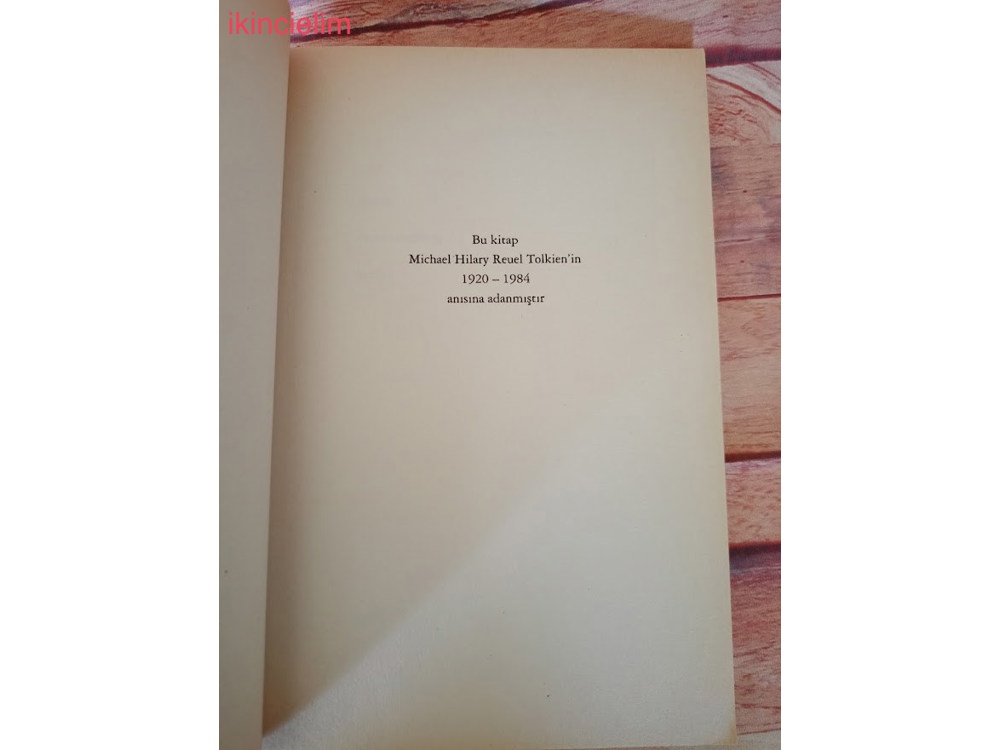 ikincielim
Bu kitap
Michael Hilary Reuel Tolkien'in
1920 – 1984
anısına adanmıştır